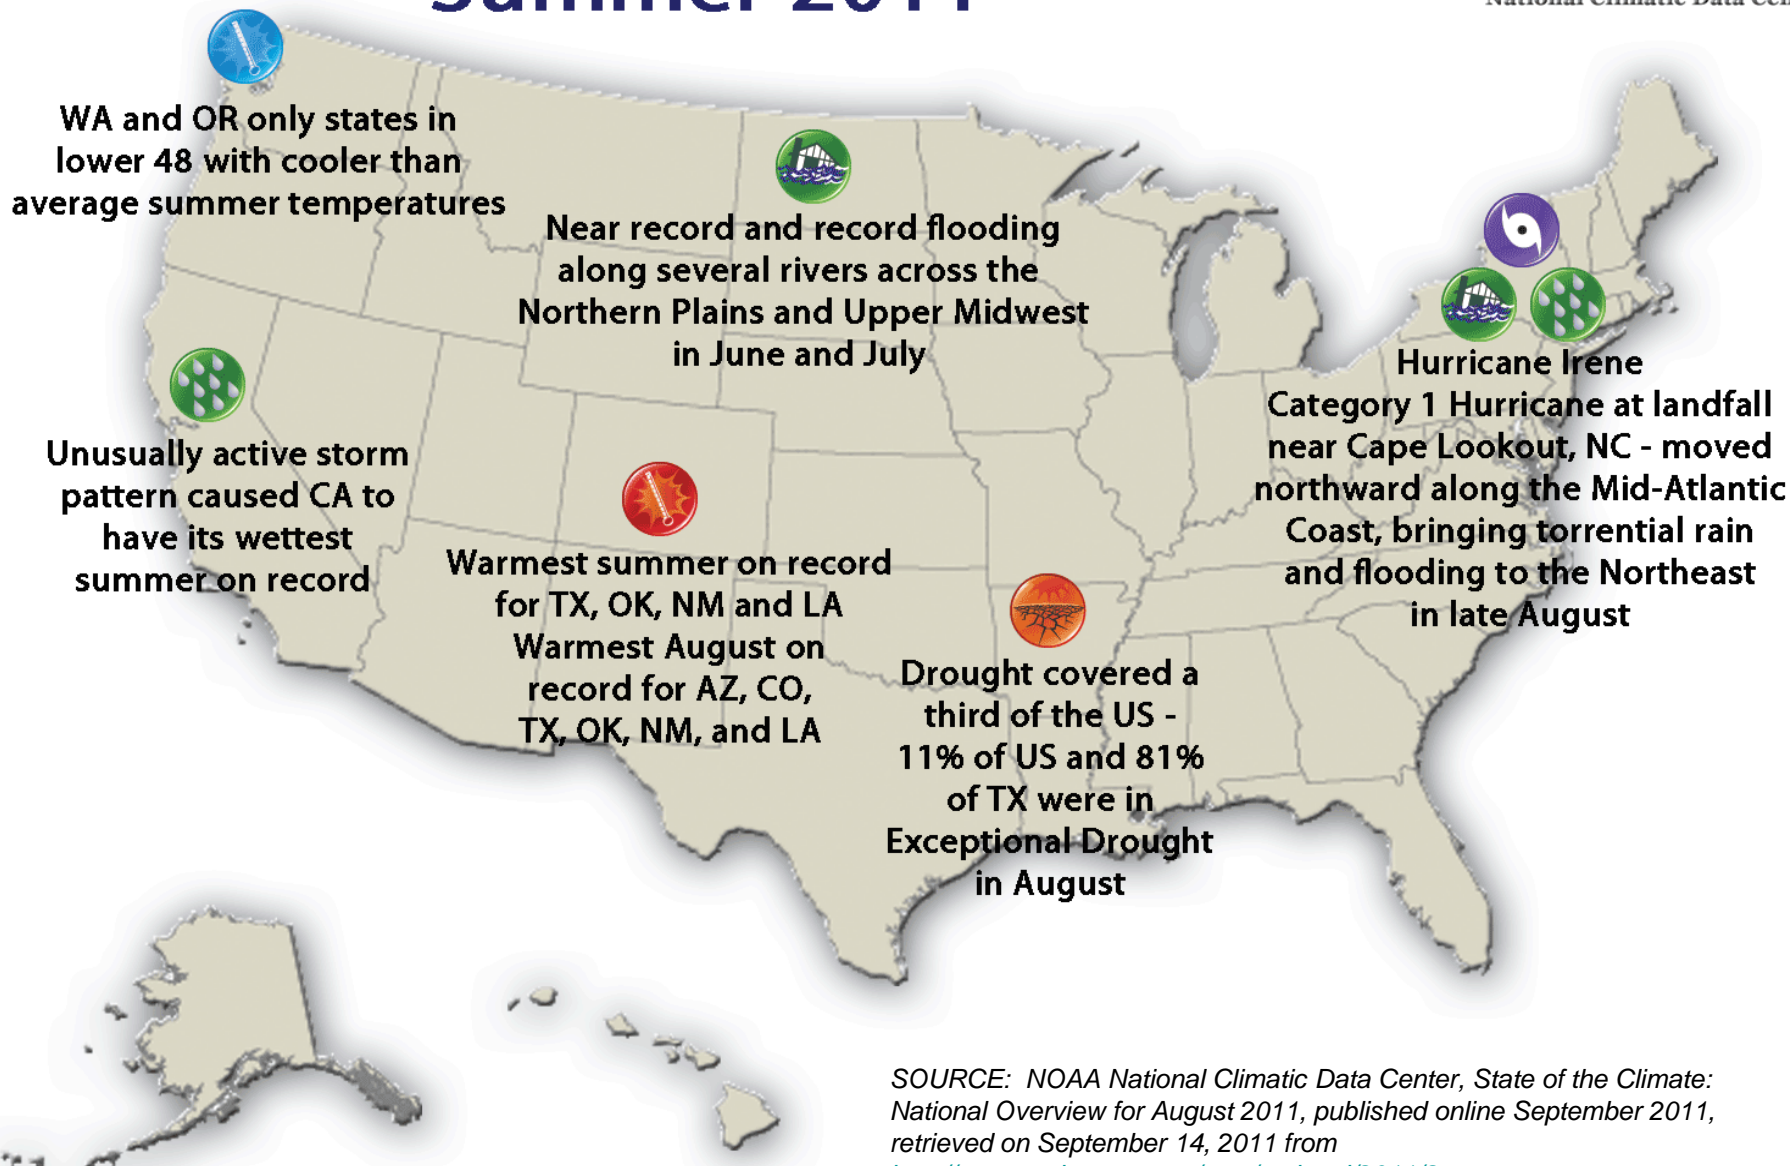 Summer 2011
National Climatic Data Cen
WA and OR only states in
lower 48 with cooler than
average summer temperatures
Near record and record flooding
along several rivers across the
Northern Plains and Upper Midwest
in June and July
Hurricane Irene
Category 1 Hurricane at landfall
near Cape Lookout, NC - moved
northward along the Mid-Atlantic
Coast, bringing torrential rain
and flooding to the Northeast
in late August
Unusually active storm
pattern caused CA to
have its wettest
summer on record
Warmest summer on record
for TX, OK, NM and LA
Warmest August on
record for AZ, CO,
TX, OK, NM, and LA
Drought covered a
third of the US -
11% of US and 81%
of TX were in
Exceptional Drought
in August
SOURCE: NOAA National Climatic Data Center, State of the Climate:
National Overview for August 2011, published online September 2011,
retrieved on September 14, 2011 from